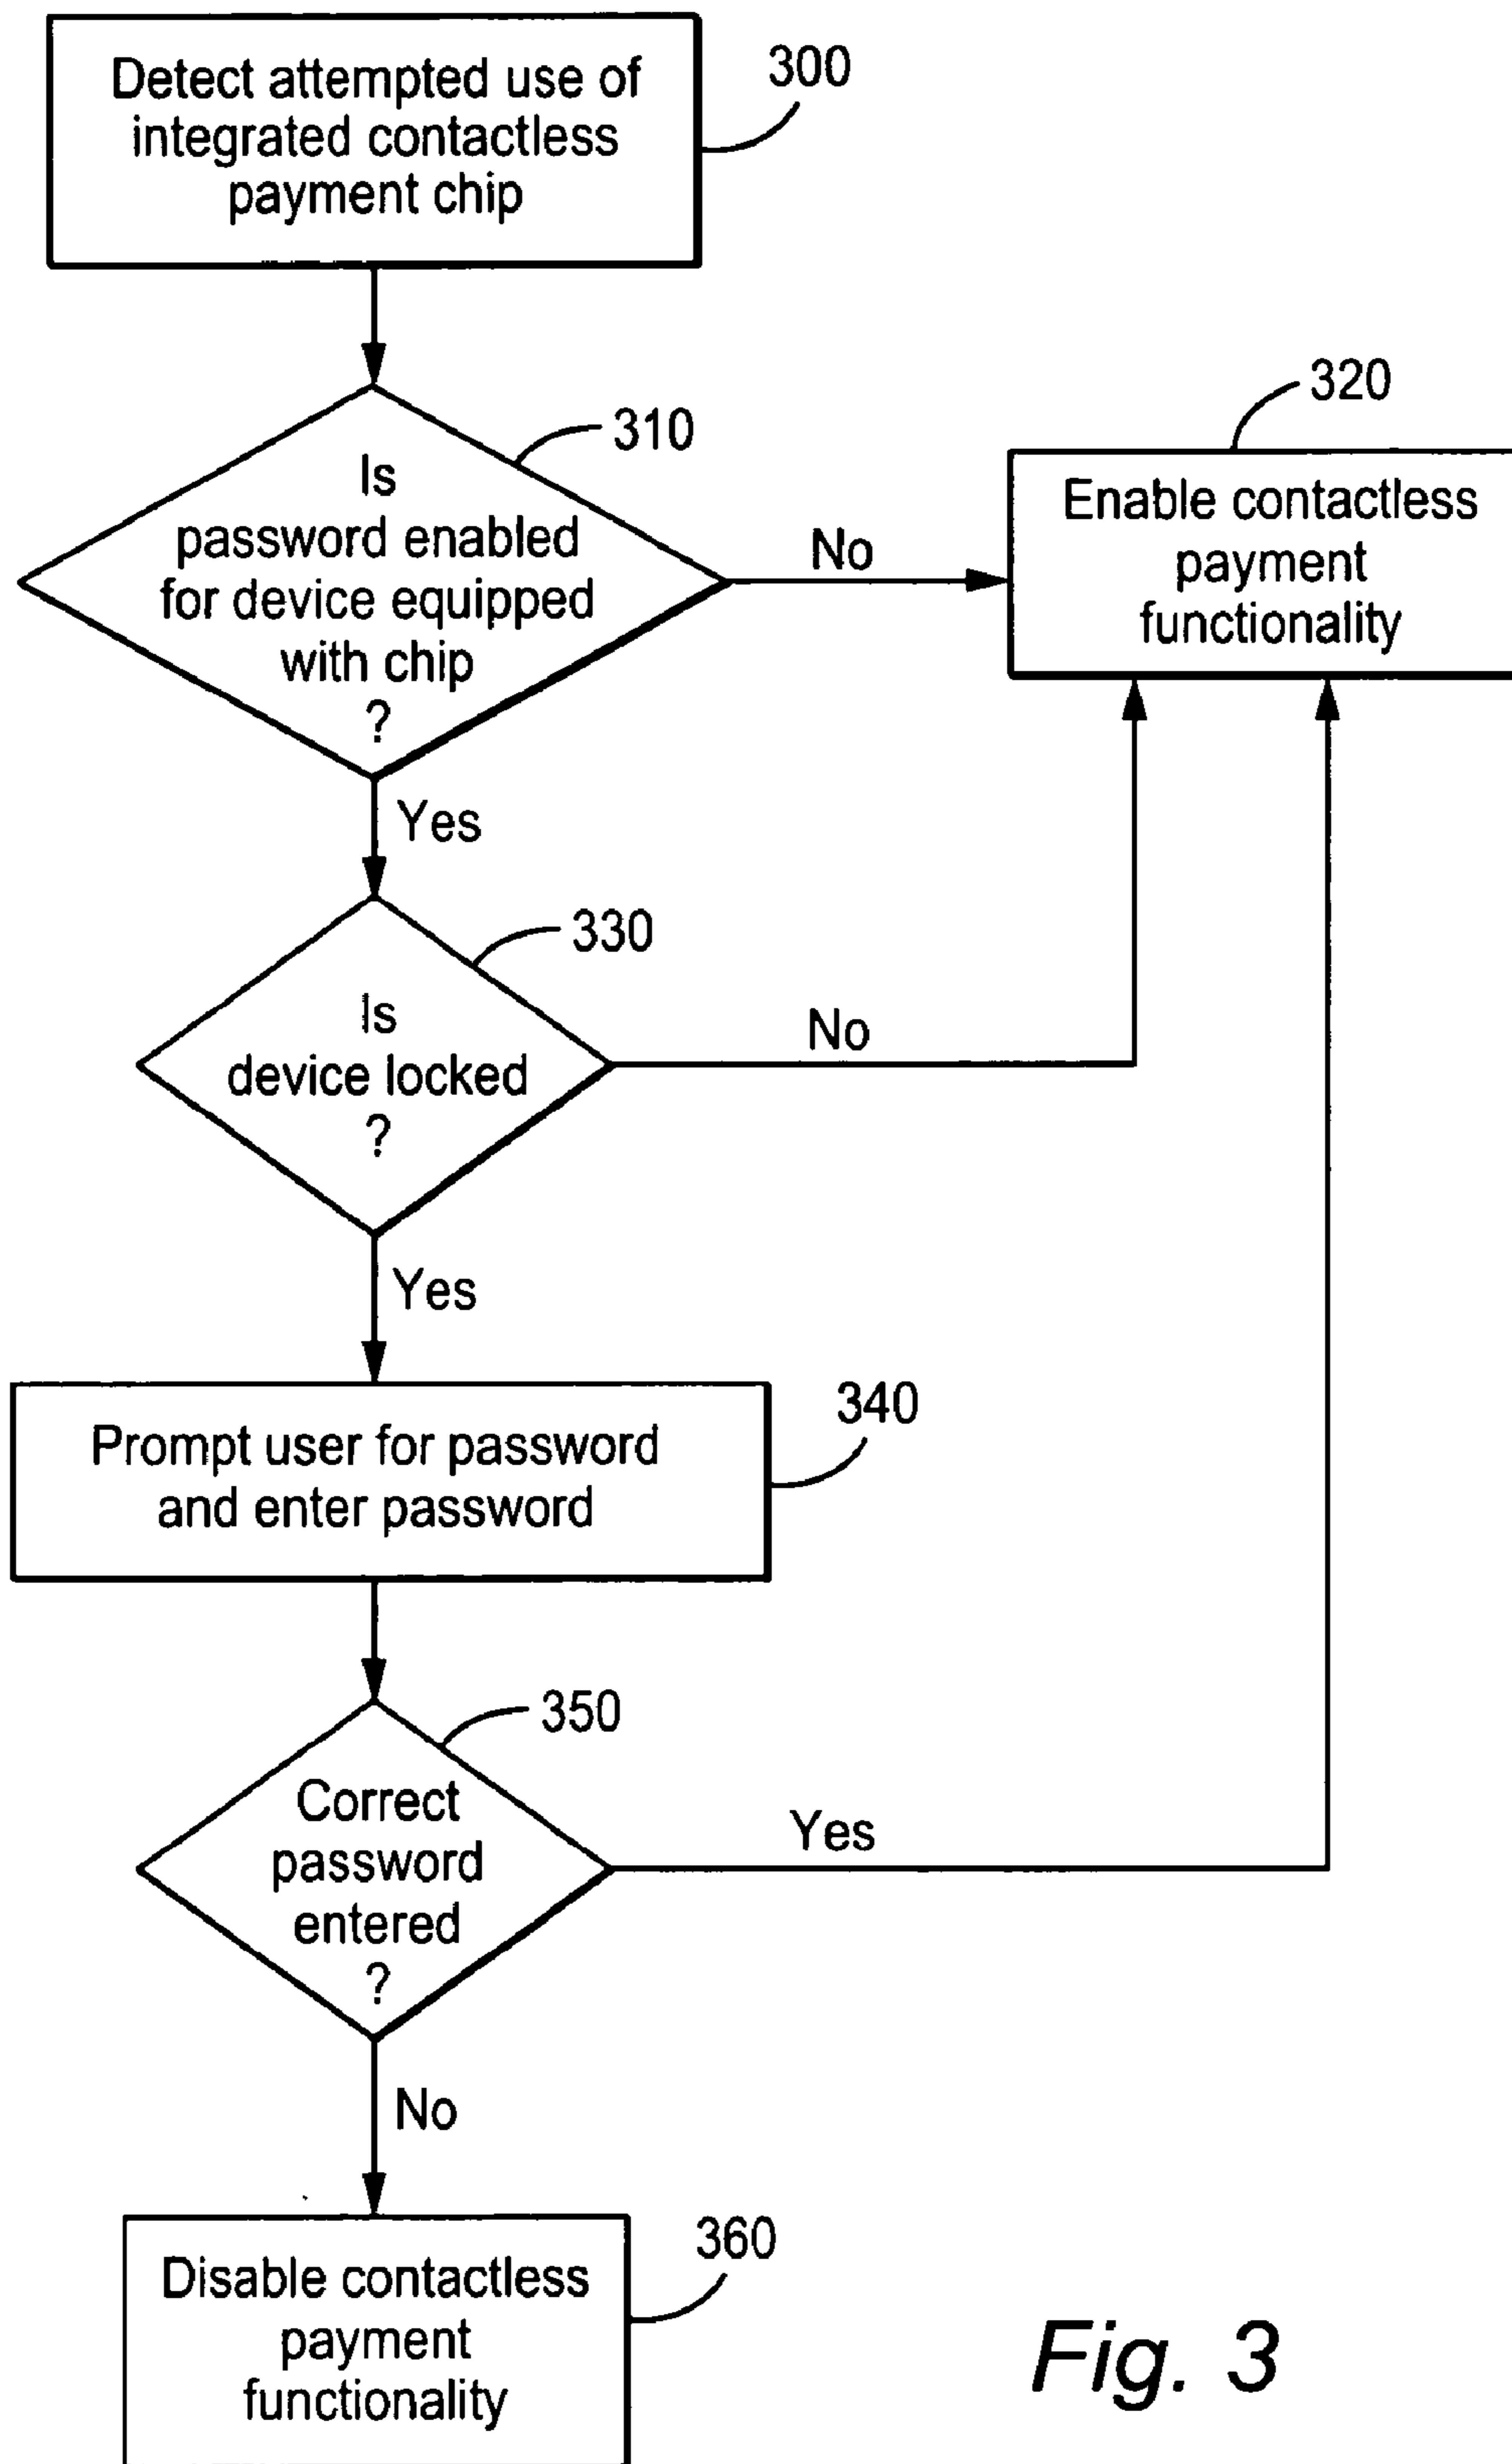 Detect attempted use of
integrated contactless
payment chip
300
310
Is
password enabled
for device equipped
with chip
?
No
320
Enable contactless
payment
functionality
Yes
330
Is
device locked
?
No
Yes
340
Prompt user for password
and enter password
350
Correct
password
entered
?
Yes
No
360
Disable contactless
payment
functionality
Fig. 3